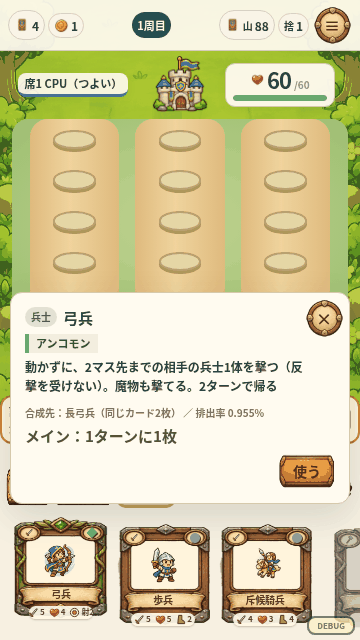 4 1 1周目 山 88 捨 1
席1 CPU（つよい） 60 /60
兵士 弓兵
アンコモン
動かずに、2マス先までの相手の兵士1体を撃つ（反
撃を受けない）。魔物も撃てる。2ターンで帰る
合成先：長弓兵（同じカード2枚） ／ 排出率 0.955%
メイン：1ターンに1枚
使う
弓兵 歩兵 斥候騎兵
5 4 射2 5 5 2 4 3 4
DEBUG